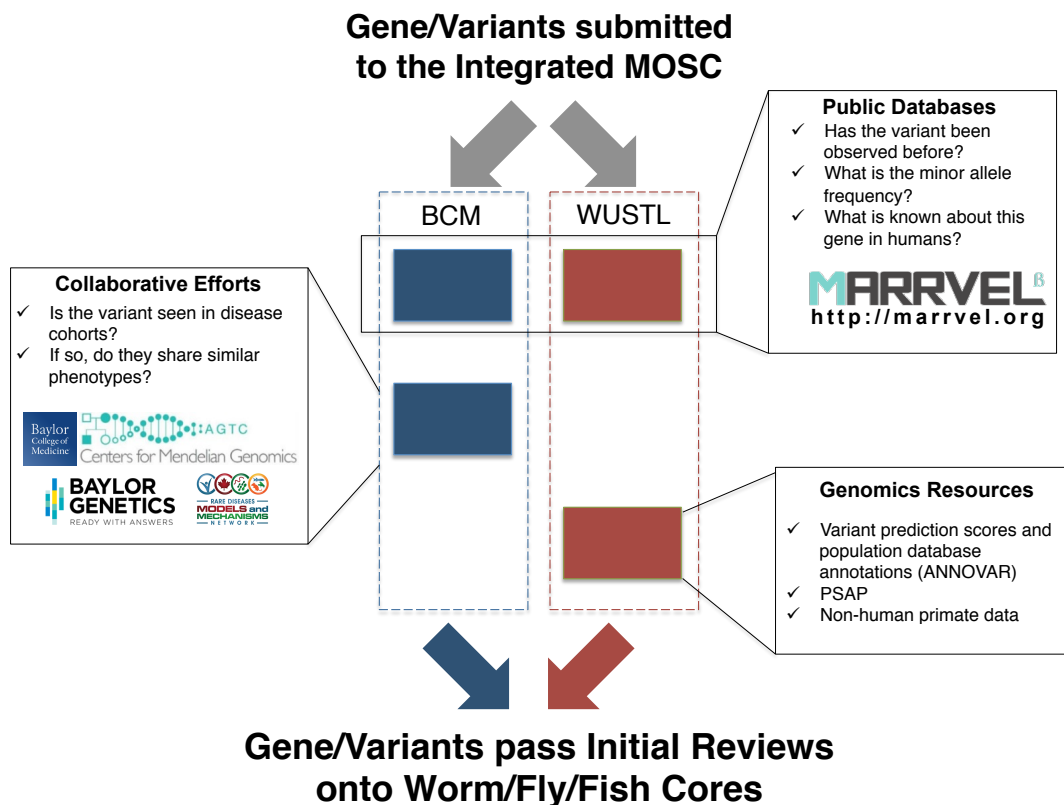 Gene/Variants submitted
to the Integrated MOSC
Public Databases
✓ Has the variant been
observed before?
✓ What is the minor allele
frequency?
✓ What is known about this
gene in humans?
MARRVEL β
http://marrvel.org
BCM
WUSTL
Collaborative Efforts
✓ Is the variant seen in disease
cohorts?
✓ If so, do they share similar
phenotypes?
Baylor
College of
Medicine
AGTC
Centers for Mendelian Genomics
BAYLOR
GENETICS
READY WITH ANSWERS
RARE DISEASES
MODELS and
MECHANISMS
NETWORK
Genomics Resources
✓ Variant prediction scores and
population database
annotations (ANNOVAR)
✓ PSAP
✓ Non-human primate data
Gene/Variants pass Initial Reviews
onto Worm/Fly/Fish Cores